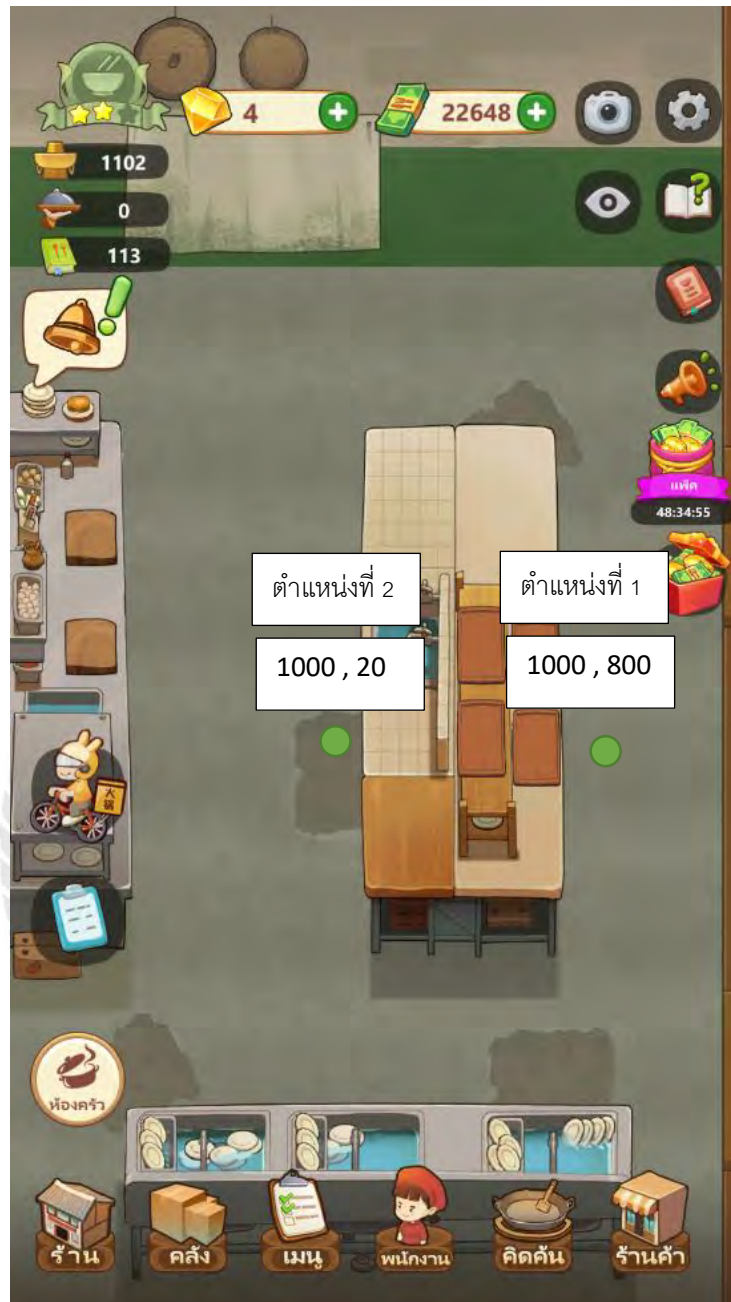 4
22648
1102
0
113
แพ็ค
48:34:55
ตำแหน่งที่ 2
ตำแหน่งที่ 1
1000 , 20
1000 , 800
火鍋
ห้องครัว
ร้าน
คลัง
เมนู
พนักงาน
คิดค้น
ร้านค้า